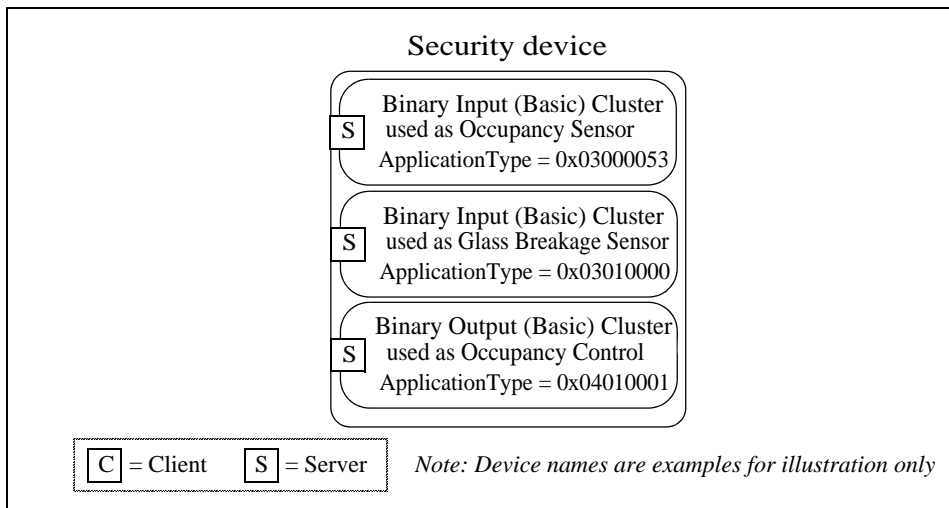 Security device
Binary Input (Basic) Cluster
used as Occupancy Sensor
ApplicationType = 0x03000053
S
Binary Input (Basic) Cluster
used as Glass Breakage Sensor
ApplicationType = 0x03010000
S
Binary Output (Basic) Cluster
used as Occupancy Control
ApplicationType = 0x04010001
S
C = Client S = Server Note: Device names are examples for illustration only